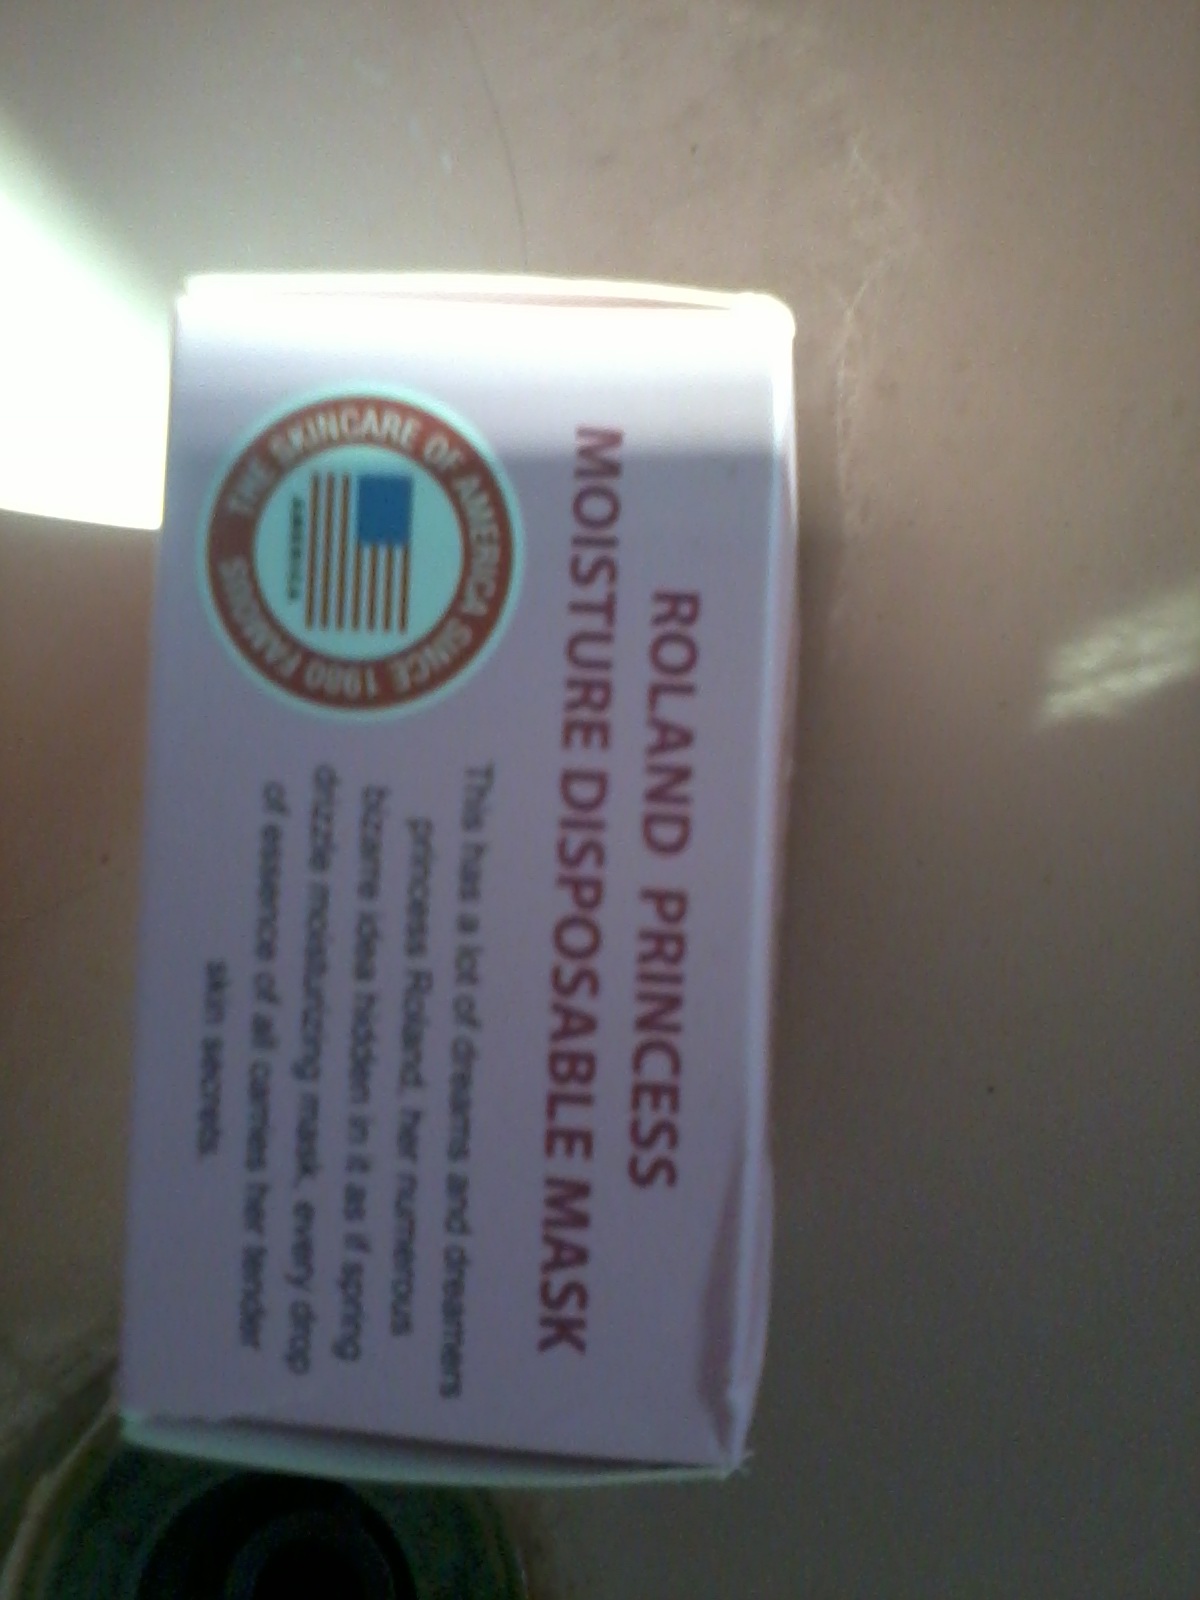 ROLAND PRINCESS
MOISTURE DISPOSABLE MASK
THE SKINCARE OF AMERICA SINCE 1980 FAMOUS
AMERICA
This has a lot of dreams and dreamers
princess Roland, her numerous
bizarre idea hidden in it as if spring
drizzle moisturizing mask, every drop
of essence of all carries her tender
skin secrets.